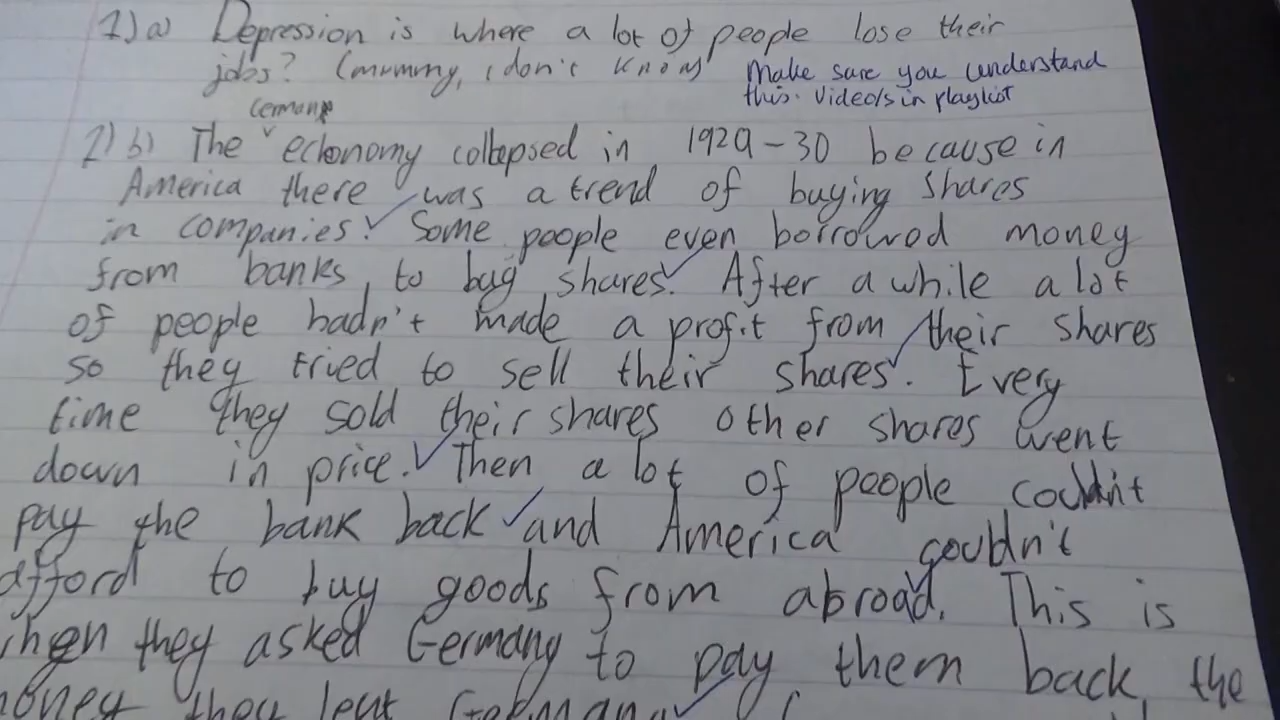 1) a) Depression is where a lot of people lose their
jobs? (mummy, i don't know) Make sure you understand
this. Video/s in playlist
German
2) b) The economy collapsed in 1929-30 because in
America there was a trend of buying shares
in companies. Some people even borrowed money
from banks to buy shares. After a while a lot
of people hadn't made a profit from their shares
so they tried to sell their shares. Every
time they sold their shares other shares went
down in price. Then a lot of people couldn't
pay the bank back and America couldn't
afford to buy goods from abroad. This is
when they asked Germany to pay them back the
money they lent Germany